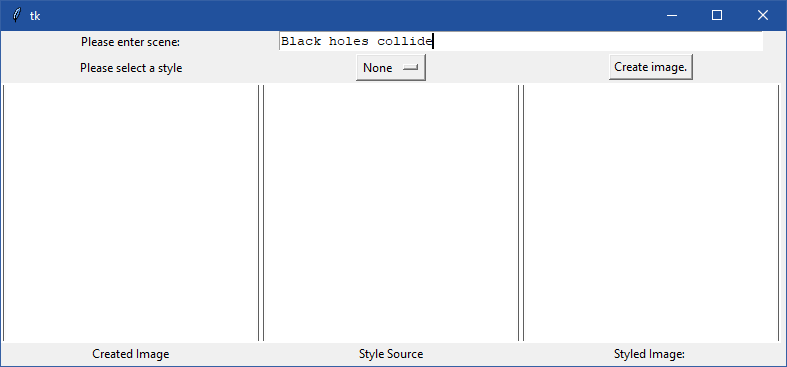 tk
Please enter scene: Black holes collide
Please select a style None Create image.
Created Image Style Source Styled Image: